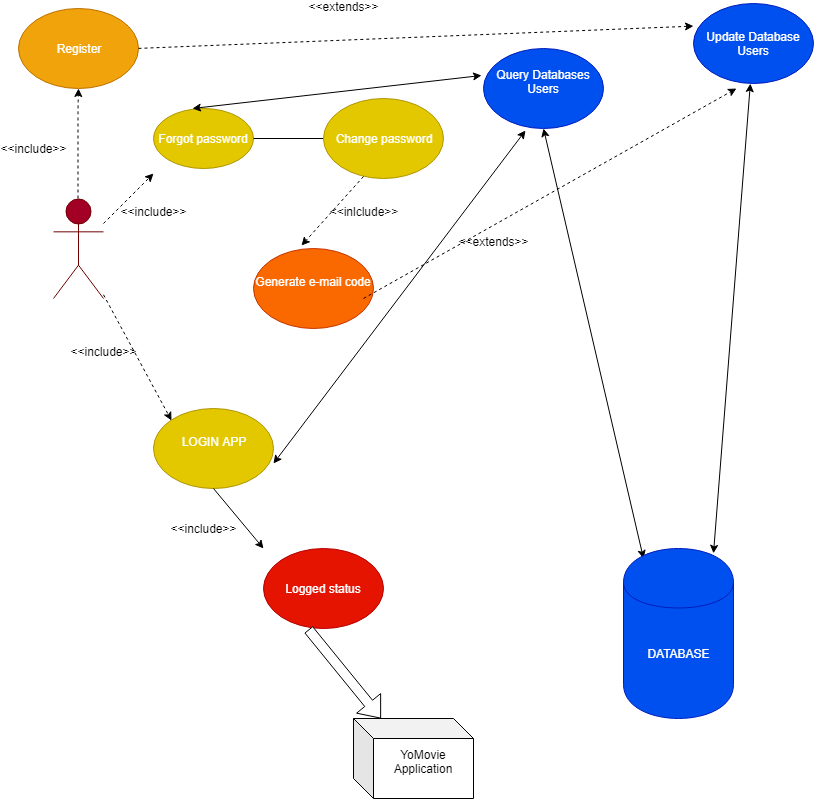 <<extends>>
Register
Update Database
Users
Query Databases
Users
Forgot password
Change password
<<include>>
<<include>>
<<inlclude>>
<<extends>>
Generate e-mail code
<<include>>
LOGIN APP
<<include>>
Logged status
DATABASE
YoMovie
Application